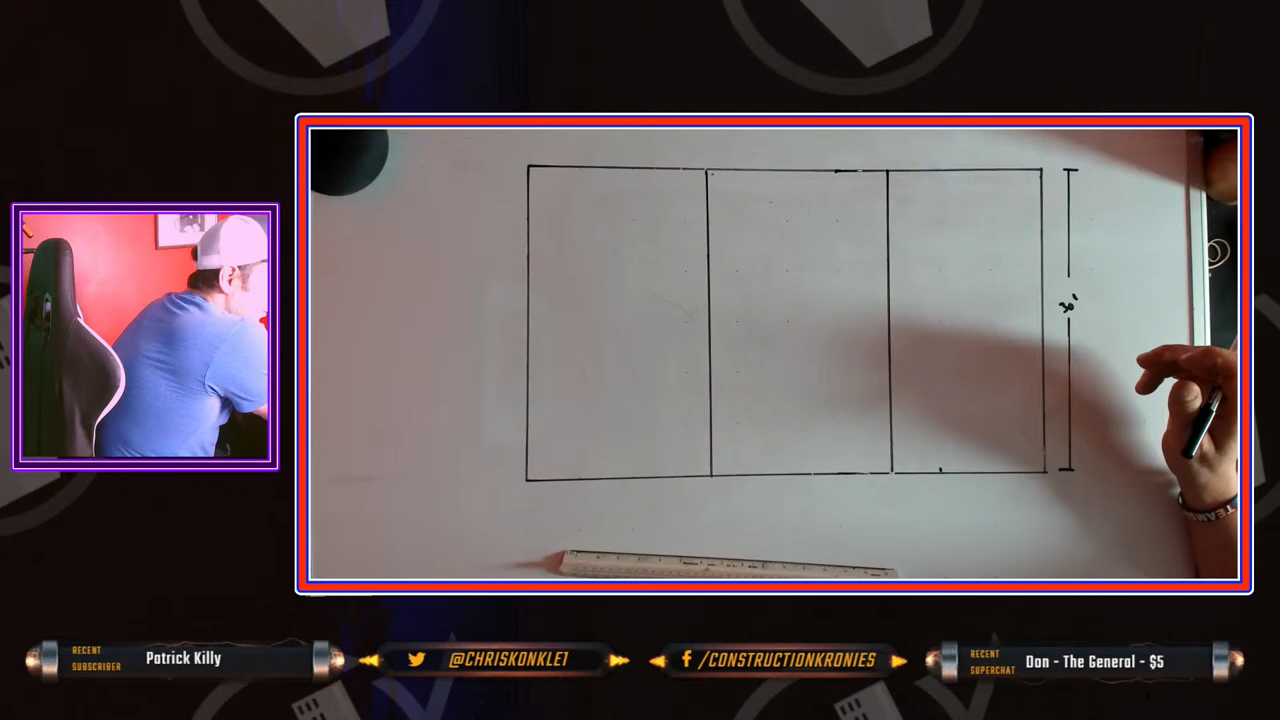 30'
RECENT
SUBSCRIBER
Patrick Killy
@CHRISKONKLE1
/CONSTRUCTIONKRONIES
RECENT
SUPERCHAT
Don - The General - $5